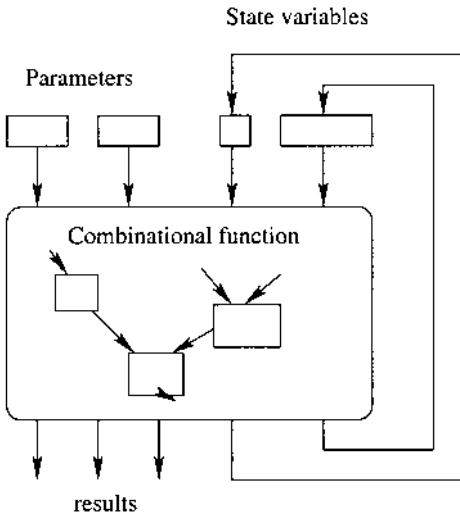 State variables
Parameters
Combinational function
results